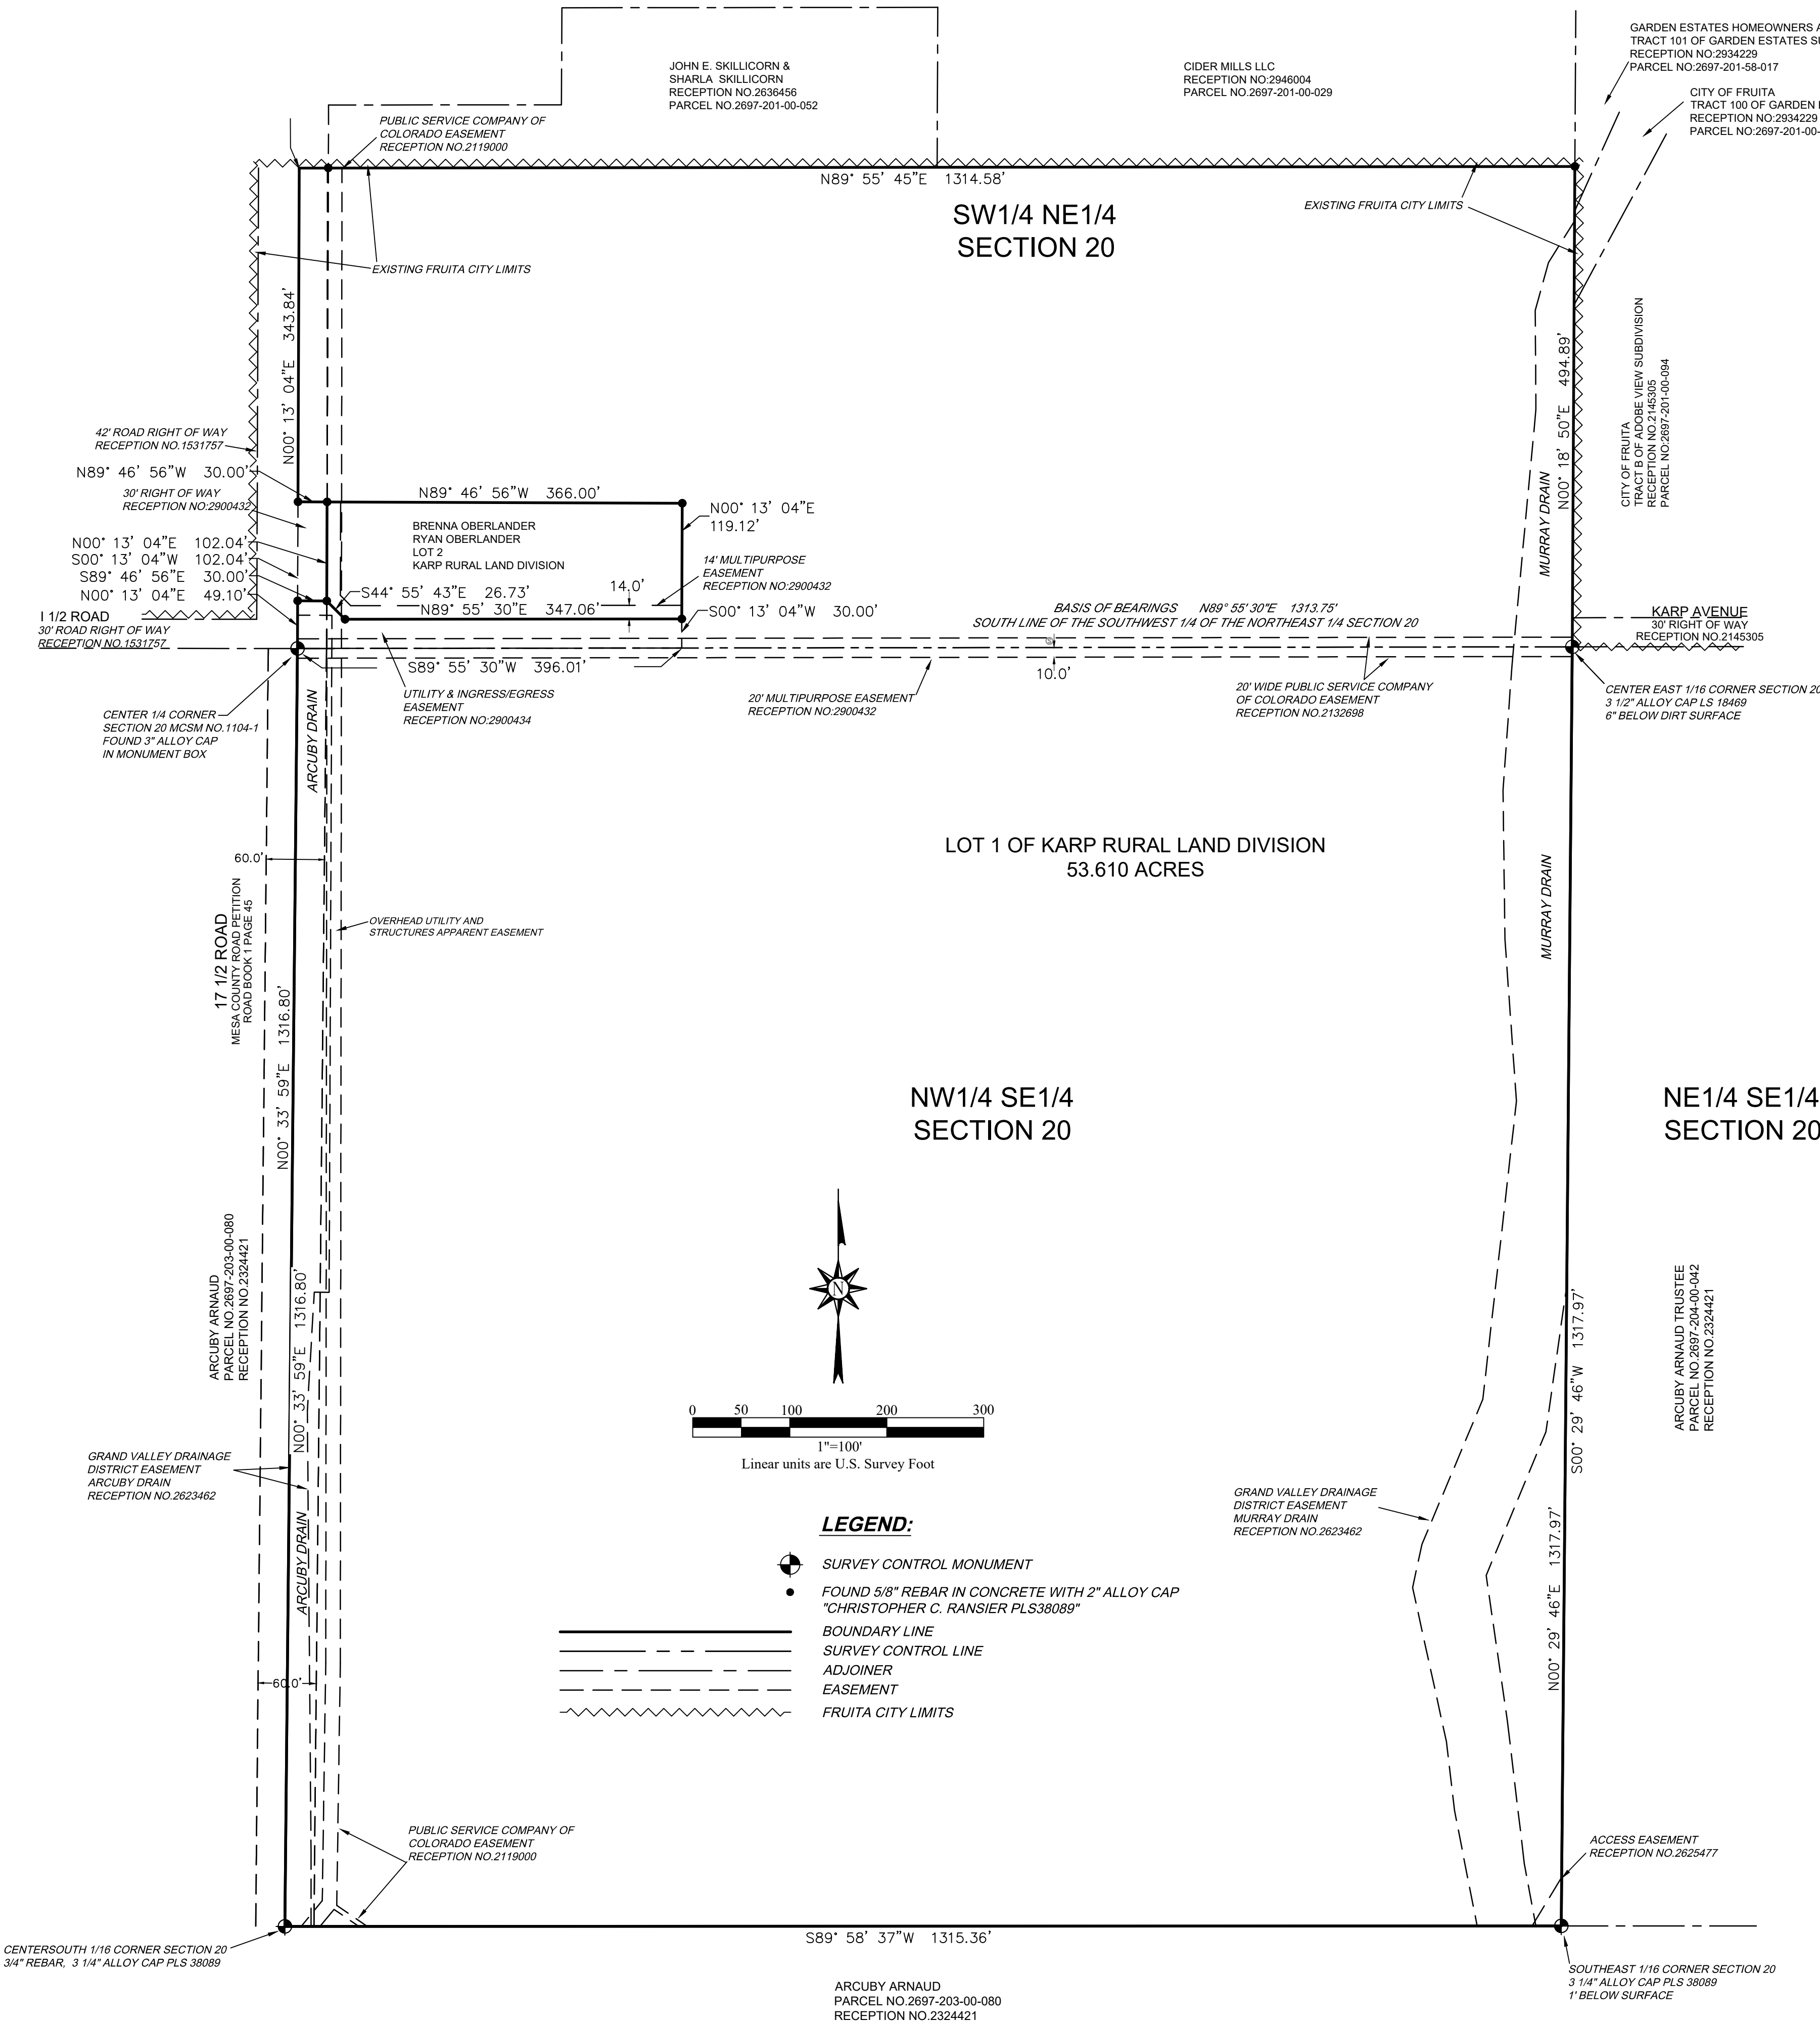 GARDEN ESTATES HOMEOWNERS A
TRACT 101 OF GARDEN ESTATES SU
RECEPTION NO:2934229
PARCEL NO:2697-201-58-017
JOHN E. SKILLICORN &
SHARLA SKILLICORN
RECEPTION NO.2636456
PARCEL NO.2697-201-00-052
CIDER MILLS LLC
RECEPTION NO:2946004
PARCEL NO.2697-201-00-029
CITY OF FRUITA
TRACT 100 OF GARDEN
RECEPTION NO:2934229
PARCEL NO:2697-201-00-
PUBLIC SERVICE COMPANY OF
COLORADO EASEMENT
RECEPTION NO.2119000
N89° 55' 45"E 1314.58'
SW1/4 NE1/4
SECTION 20
EXISTING FRUITA CITY LIMITS
EXISTING FRUITA CITY LIMITS
N00° 13' 04"E 343.84'
N00° 18' 50"E 494.89'
MURRAY DRAIN
CITY OF FRUITA
TRACT B OF ADOBE VIEW SUBDIVISION
RECEPTION NO.2145305
PARCEL NO:2697-201-00-094
42' ROAD RIGHT OF WAY
RECEPTION NO.1531757
N89° 46' 56"W 30.00'
30' RIGHT OF WAY
RECEPTION NO:2900432
N00° 13' 04"E 102.04'
S00° 13' 04"W 102.04'
S89° 46' 56"E 30.00'
N00° 13' 04"E 49.10'
N89° 46' 56"W 366.00'
BRENNA OBERLANDER
RYAN OBERLANDER
LOT 2
KARP RURAL LAND DIVISION
N00° 13' 04"E
119.12'
14' MULTIPURPOSE
EASEMENT
RECEPTION NO:2900432
S44° 55' 43"E 26.73'
14.0'
N89° 55' 30"E 347.06'
S00° 13' 04"W 30.00'
I 1/2 ROAD
30' ROAD RIGHT OF WAY
RECEPTION NO.1531757
BASIS OF BEARINGS N89° 55' 30"E 1313.75'
SOUTH LINE OF THE SOUTHWEST 1/4 OF THE NORTHEAST 1/4 SECTION 20
KARP AVENUE
30' RIGHT OF WAY
RECEPTION NO.2145305
S89° 55' 30"W 396.01'
10.0'
UTILITY & INGRESS/EGRESS
EASEMENT
RECEPTION NO:2900434
20' MULTIPURPOSE EASEMENT
RECEPTION NO:2900432
20' WIDE PUBLIC SERVICE COMPANY
OF COLORADO EASEMENT
RECEPTION NO.2132698
CENTER EAST 1/16 CORNER SECTION 20
3 1/2" ALLOY CAP LS 18469
6" BELOW DIRT SURFACE
CENTER 1/4 CORNER
SECTION 20 MCSM NO.1104-1
FOUND 3" ALLOY CAP
IN MONUMENT BOX
ARCUBY DRAIN
LOT 1 OF KARP RURAL LAND DIVISION
53.610 ACRES
60.0'
MURRAY DRAIN
17 1/2 ROAD
MESA COUNTY ROAD PETITION
ROAD BOOK 1 PAGE 45
OVERHEAD UTILITY AND
STRUCTURES APPARENT EASEMENT
N00° 33' 59"E 1316.80'
NW1/4 SE1/4
SECTION 20
NE1/4 SE1/4
SECTION 20
ARCUBY ARNAUD
PARCEL NO.2697-203-00-080
RECEPTION NO.2324421
N00° 33' 59"E 1316.80'
N
S00° 29' 46"W 1317.97'
ARCUBY ARNAUD TRUSTEE
PARCEL NO.2697-204-00-042
RECEPTION NO.2324421
0 50 100 200 300
1"=100'
Linear units are U.S. Survey Foot
GRAND VALLEY DRAINAGE
DISTRICT EASEMENT
ARCUBY DRAIN
RECEPTION NO.2623462
GRAND VALLEY DRAINAGE
DISTRICT EASEMENT
MURRAY DRAIN
RECEPTION NO.2623462
ARCUBY DRAIN
N00° 29' 46"E 1317.97'
LEGEND:
SURVEY CONTROL MONUMENT
FOUND 5/8" REBAR IN CONCRETE WITH 2" ALLOY CAP
"CHRISTOPHER C. RANSIER PLS38089"
BOUNDARY LINE
SURVEY CONTROL LINE
ADJOINER
EASEMENT
FRUITA CITY LIMITS
60.0'
PUBLIC SERVICE COMPANY OF
COLORADO EASEMENT
RECEPTION NO.2119000
ACCESS EASEMENT
RECEPTION NO.2625477
S89° 58' 37"W 1315.36'
CENTERSOUTH 1/16 CORNER SECTION 20
3/4" REBAR, 3 1/4" ALLOY CAP PLS 38089
SOUTHEAST 1/16 CORNER SECTION 20
3 1/4" ALLOY CAP PLS 38089
1' BELOW SURFACE
ARCUBY ARNAUD
PARCEL NO.2697-203-00-080
RECEPTION NO.2324421